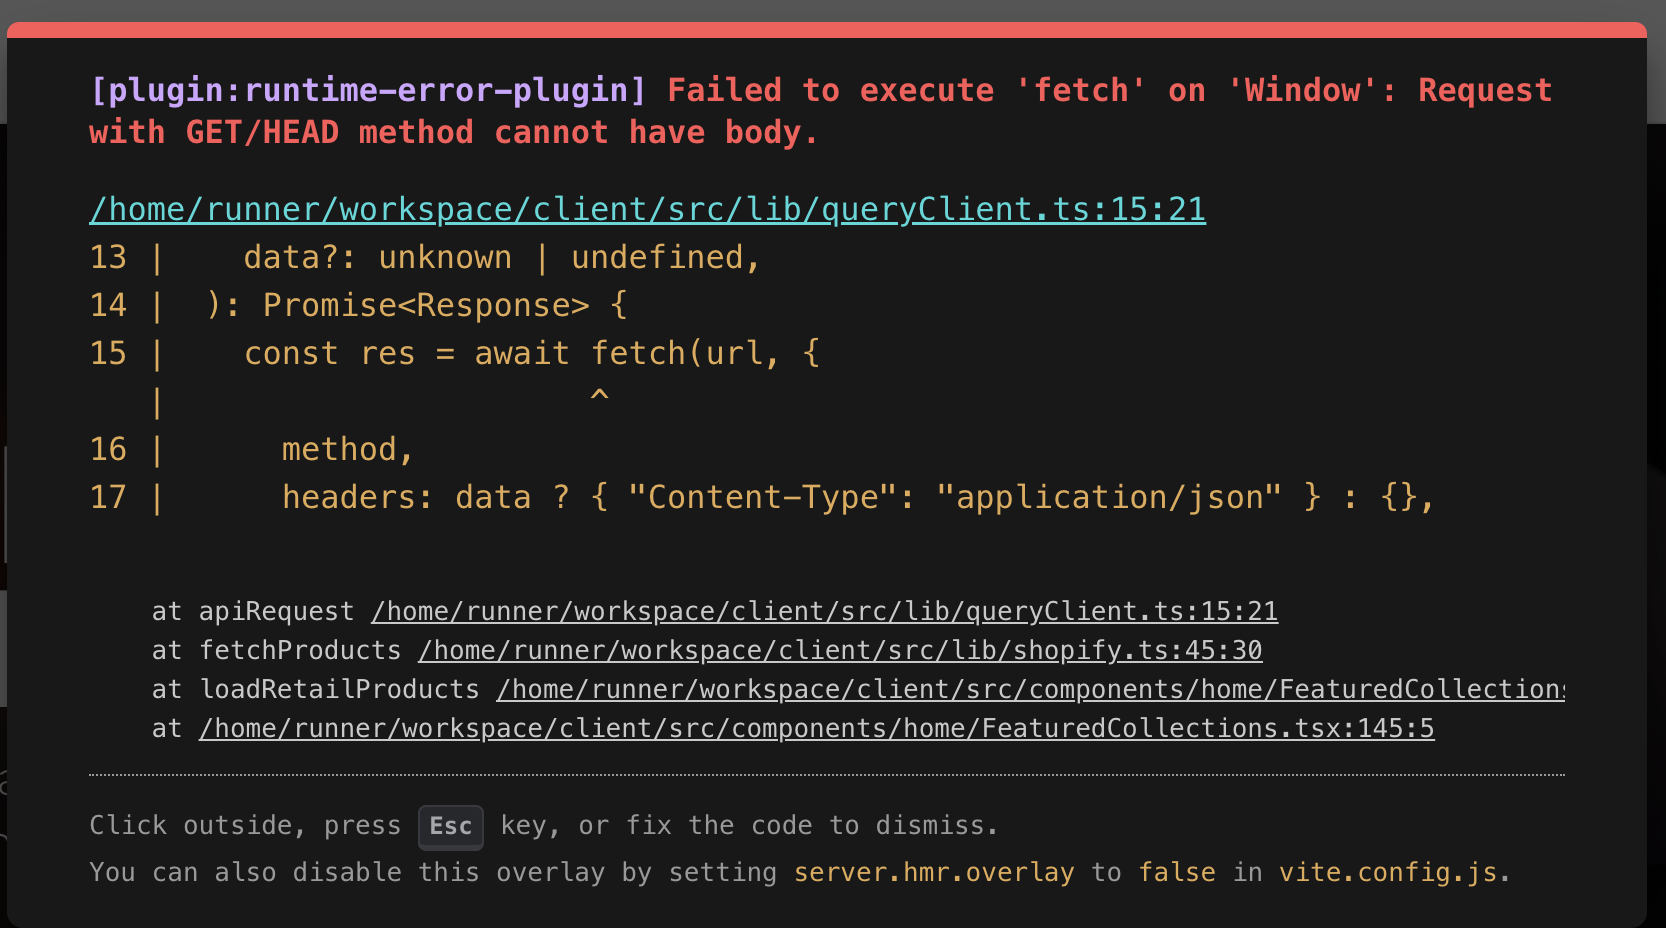 [plugin:runtime-error-plugin] Failed to execute 'fetch' on 'Window': Request
with GET/HEAD method cannot have body.
/home/runner/workspace/client/src/lib/queryClient.ts:15:21
13 |    data?: unknown | undefined,
14 |  ): Promise<Response> {
15 |    const res = await fetch(url, {
   |                      ^
16 |      method,
17 |      headers: data ? { "Content-Type": "application/json" } : {},
at apiRequest /home/runner/workspace/client/src/lib/queryClient.ts:15:21
at fetchProducts /home/runner/workspace/client/src/lib/shopify.ts:45:30
at loadRetailProducts /home/runner/workspace/client/src/components/home/FeaturedCollections
at /home/runner/workspace/client/src/components/home/FeaturedCollections.tsx:145:5
Click outside, press Esc key, or fix the code to dismiss.
You can also disable this overlay by setting server.hmr.overlay to false in vite.config.js.